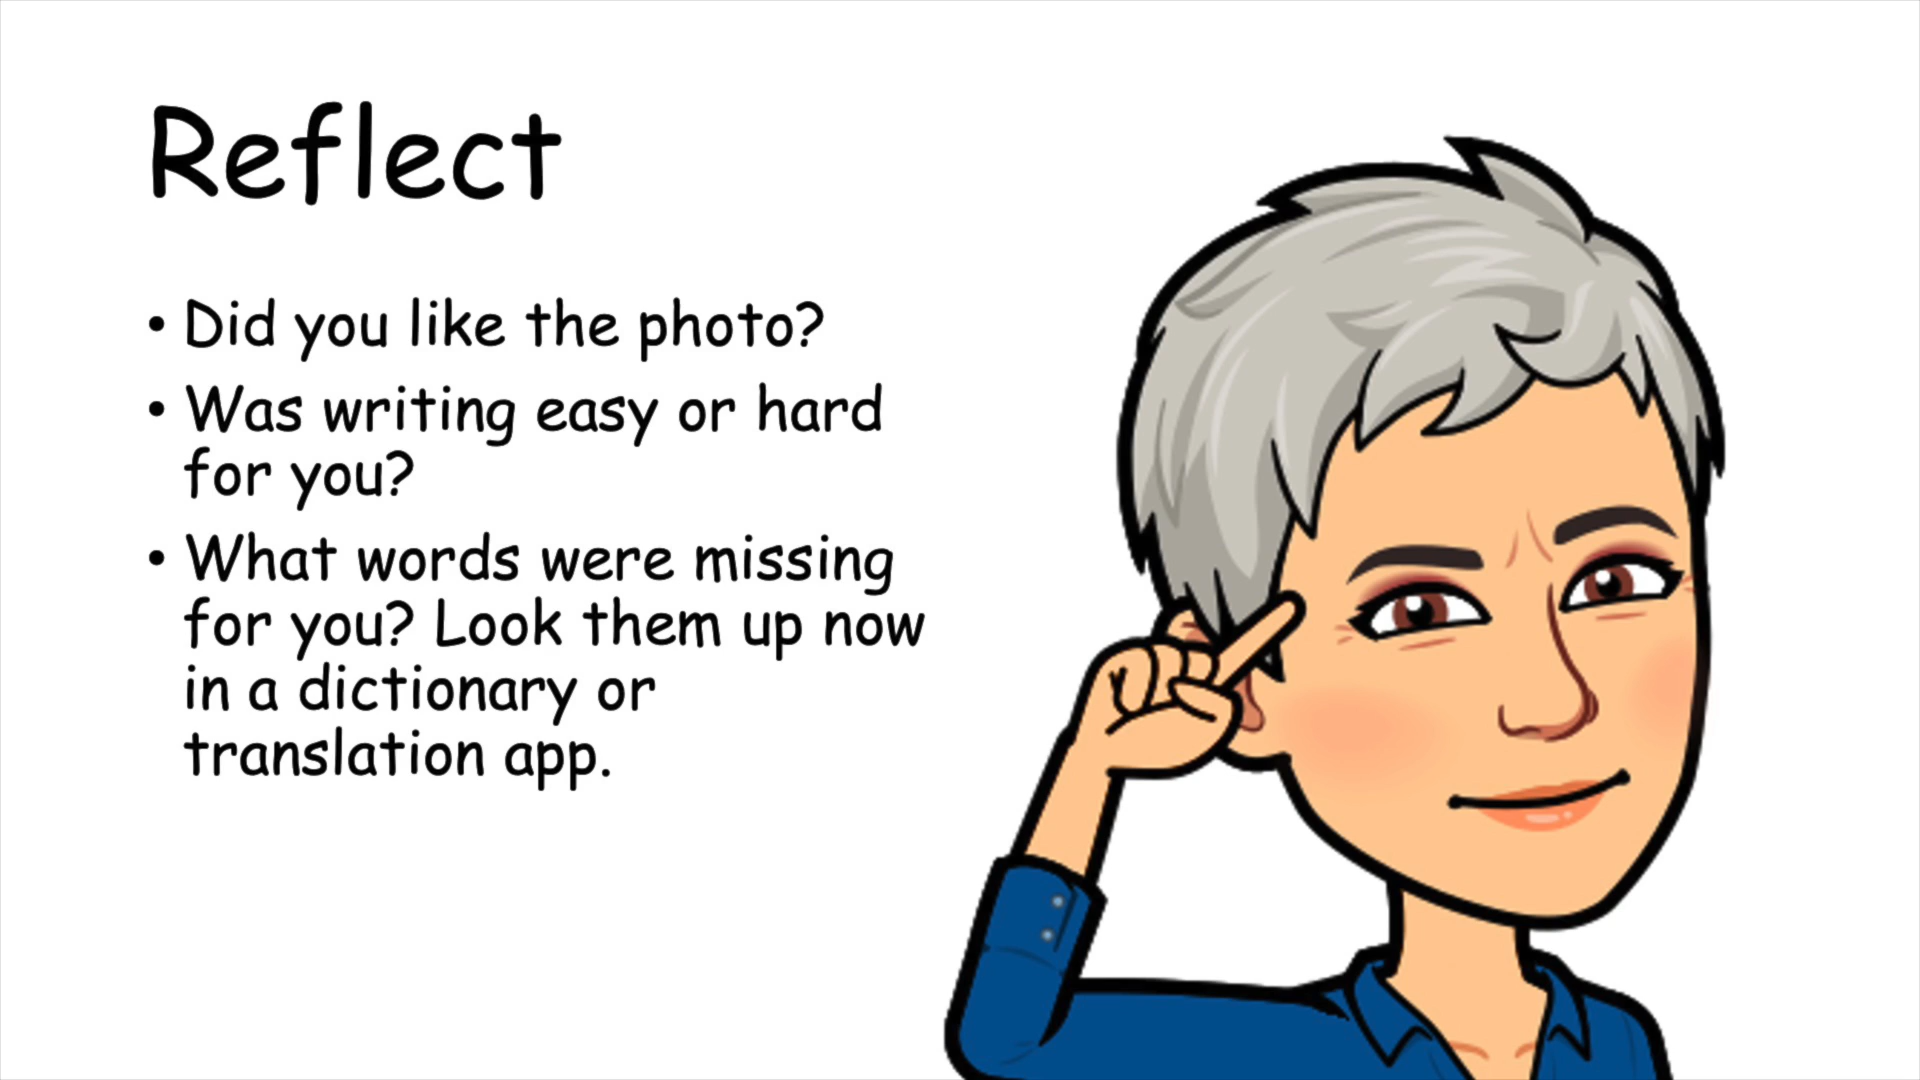 Reflect
• Did you like the photo?
• Was writing easy or hard
for you?
• What words were missing
for you? Look them up now
in a dictionary or
translation app.